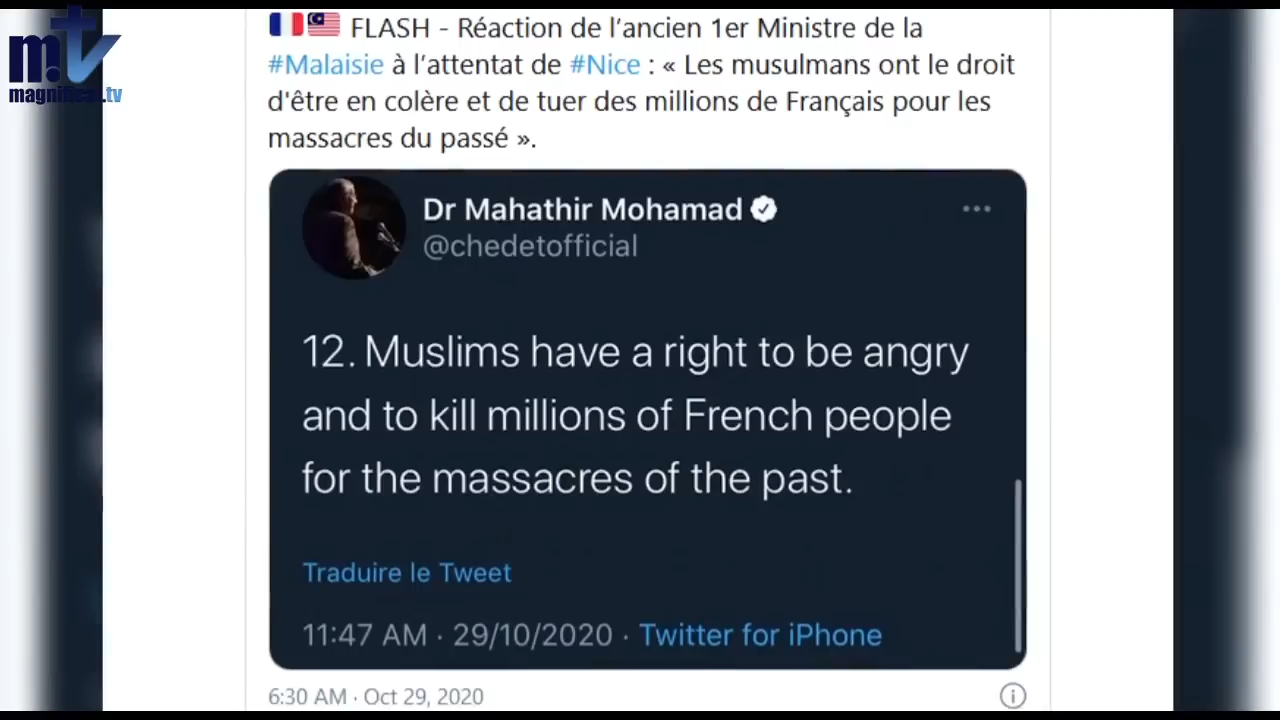 m.tv
magnificat.tv
FLASH - Réaction de l'ancien 1er Ministre de la
#Malaisie à l'attentat de #Nice : « Les musulmans ont le droit
d'être en colère et de tuer des millions de Français pour les
massacres du passé ».
Dr Mahathir Mohamad
@chedetofficial
12. Muslims have a right to be angry
and to kill millions of French people
for the massacres of the past.
Traduire le Tweet
11:47 AM · 29/10/2020 · Twitter for iPhone
6:30 AM · Oct 29, 2020